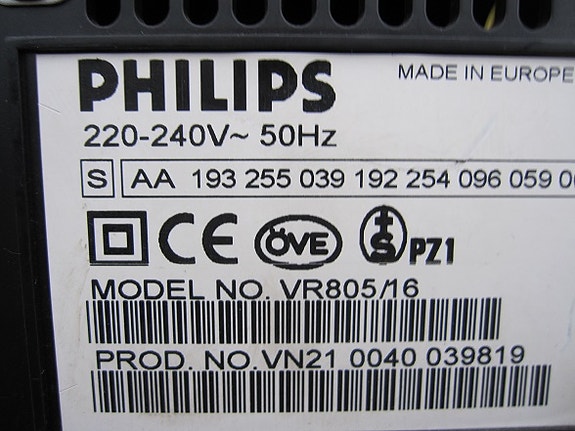 PHILIPS
MADE IN EUROPE
220-240V~ 50Hz
S AA 193 255 039 192 254 096 059
CE ÖVE +S PZ1
MODEL NO. VR805/16
PROD. NO. VN21 0040 039819